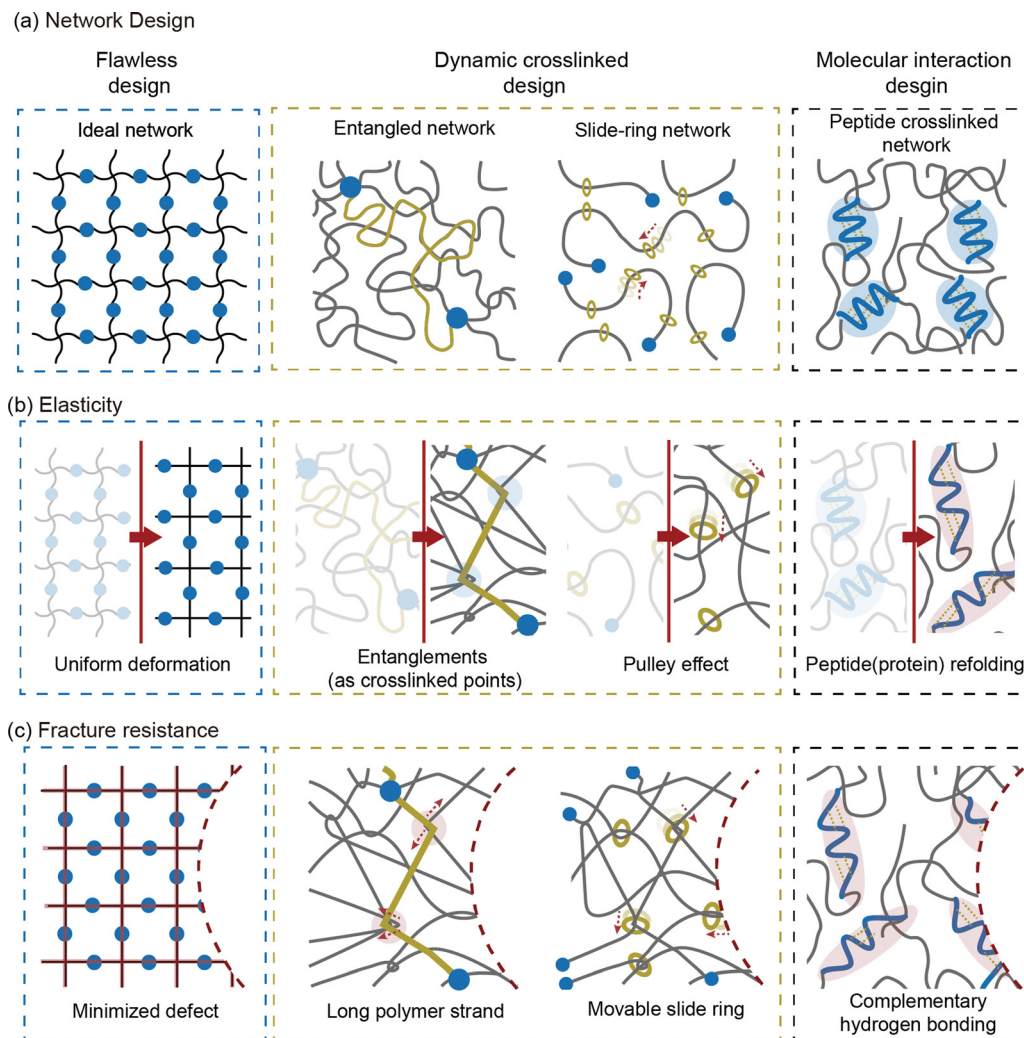 (a) Network Design
Flawless
design
Dynamic crosslinked
design
Molecular interaction
desgin
Ideal network
Entangled network
Slide-ring network
Peptide crosslinked
network
(b) Elasticity
Uniform deformation
Entanglements
(as crosslinked points)
Pulley effect
Peptide(protein) refolding
(c) Fracture resistance
Minimized defect
Long polymer strand
Movable slide ring
Complementary
hydrogen bonding